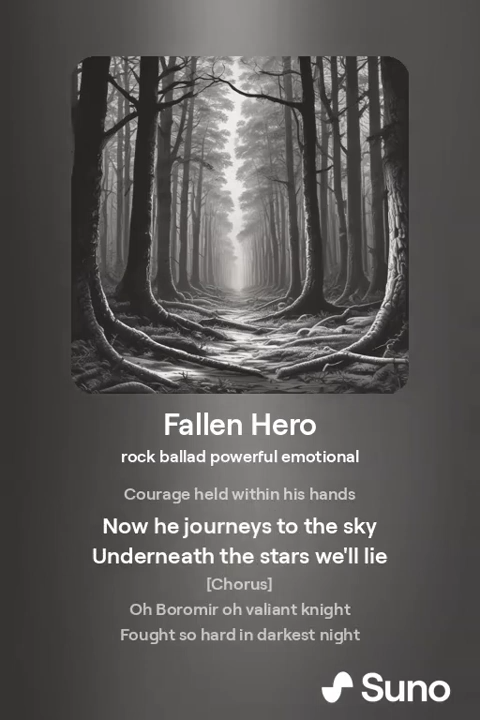 Fallen Hero
rock ballad powerful emotional
Courage held within his hands
Now he journeys to the sky
Underneath the stars we'll lie
[Chorus]
Oh Boromir oh valiant knight
Fought so hard in darkest night
Suno